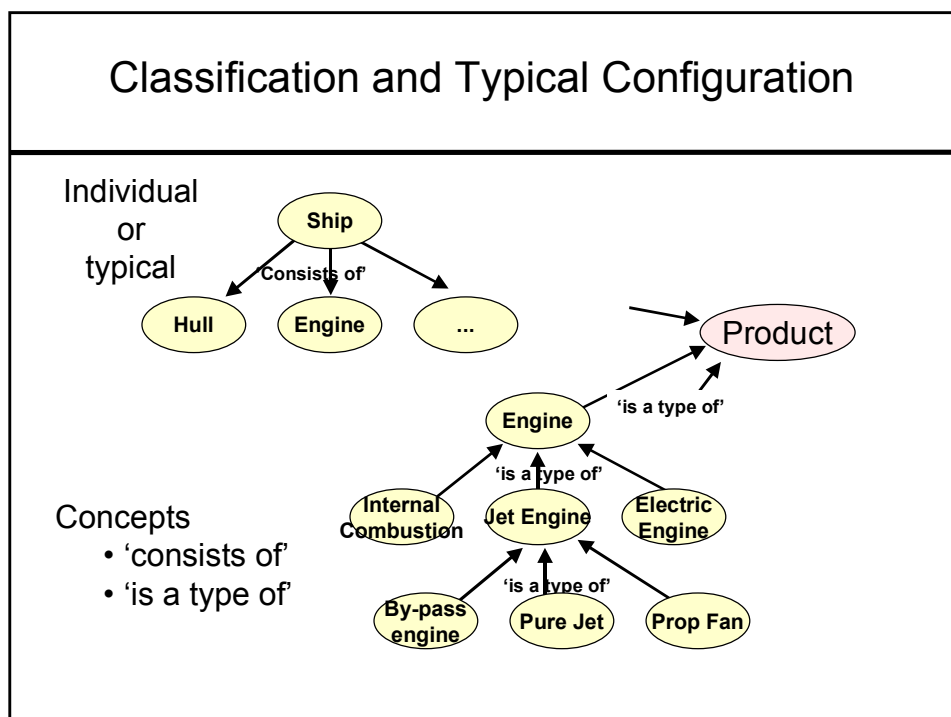 Classification and Typical Configuration
Individual
or
typical
Ship
‘Consists of’
Hull
Engine
...
Product
‘is a type of’
Engine
‘is a type of’
Internal
Combustion
Jet Engine
Electric
Engine
Concepts
• ‘consists of’
• ‘is a type of’
‘is a type of’
By-pass
engine
Pure Jet
Prop Fan